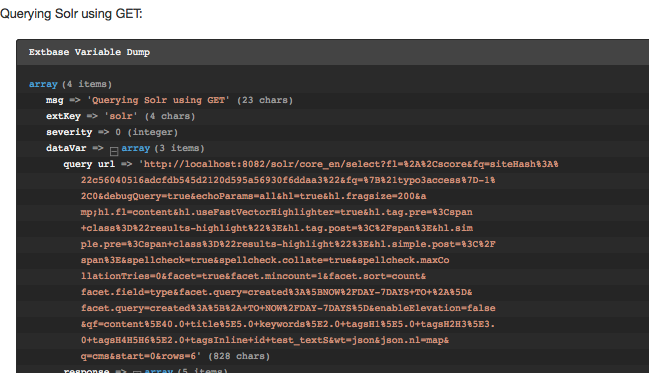 Querying Solr using GET:
Extbase Variable Dump
array (4 items)
msg => 'Querying Solr using GET' (23 chars)
extKey => 'solr' (4 chars)
severity => 0 (integer)
dataVar => array (3 items)
query url => 'http://localhost:8082/solr/core_en/select?fl=%2A%2Cscore&fq=siteHash%3A%
22c56040516adcfdb545d2120d595a56930f6ddaa3%22&fq=%7B%21typo3access%7D-1%
2C0&debugQuery=true&echoParams=all&hl=true&hl.fragsize=200&a
mp;hl.fl=content&hl.useFastVectorHighlighter=true&hl.tag.pre=%3Cspan
+class%3D%22results-highlight%22%3E&hl.tag.post=%3C%2Fspan%3E&hl.sim
ple.pre=%3Cspan+class%3D%22results-highlight%22%3E&hl.simple.post=%3C%2F
span%3E&spellcheck=true&spellcheck.collate=true&spellcheck.maxCo
llationTries=0&facet=true&facet.mincount=1&facet.sort=count&
facet.field=type&facet.query=created%3A%5BNOW%2FDAY-7DAYS+TO+%2A%5D&
facet.query=created%3A%5B%2A+TO+NOW%2FDAY-7DAYS%5D&enableElevation=false
&qf=content%5E40.0+title%5E5.0+keywords%5E2.0+tagsH1%5E5.0+tagsH2H3%5E3.
0+tagsH4H5H6%5E2.0+tagsInline+id+test_textS&wt=json&json.nl=map&
q=cms&start=0&rows=6' (828 chars)
response => array (5 items)